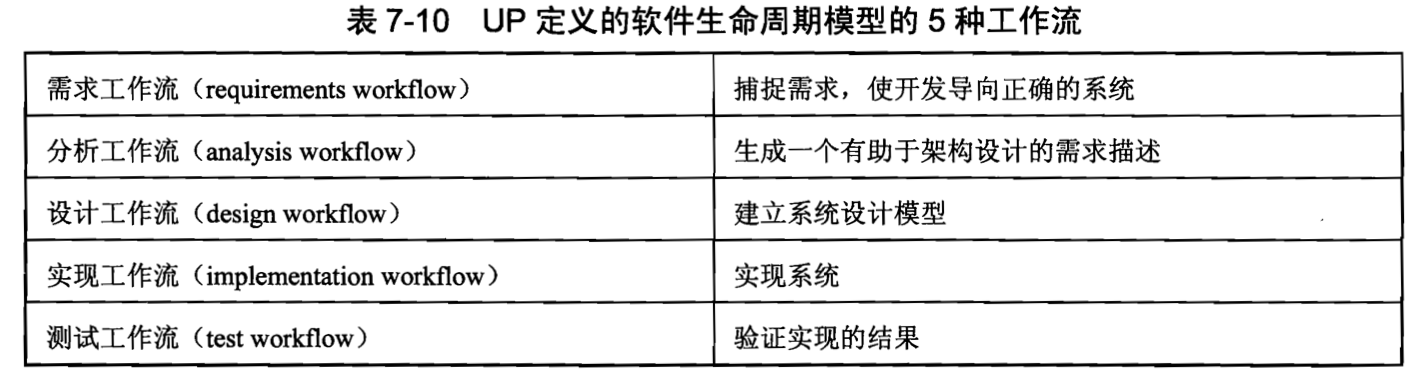 表 7-10 UP 定义的软件生命周期模型的 5 种工作流
需求工作流（requirements workflow） 捕捉需求，使开发导向正确的系统
分析工作流（analysis workflow） 生成一个有助于架构设计的需求描述
设计工作流（design workflow） 建立系统设计模型
实现工作流（implementation workflow） 实现系统
测试工作流（test workflow） 验证实现的结果